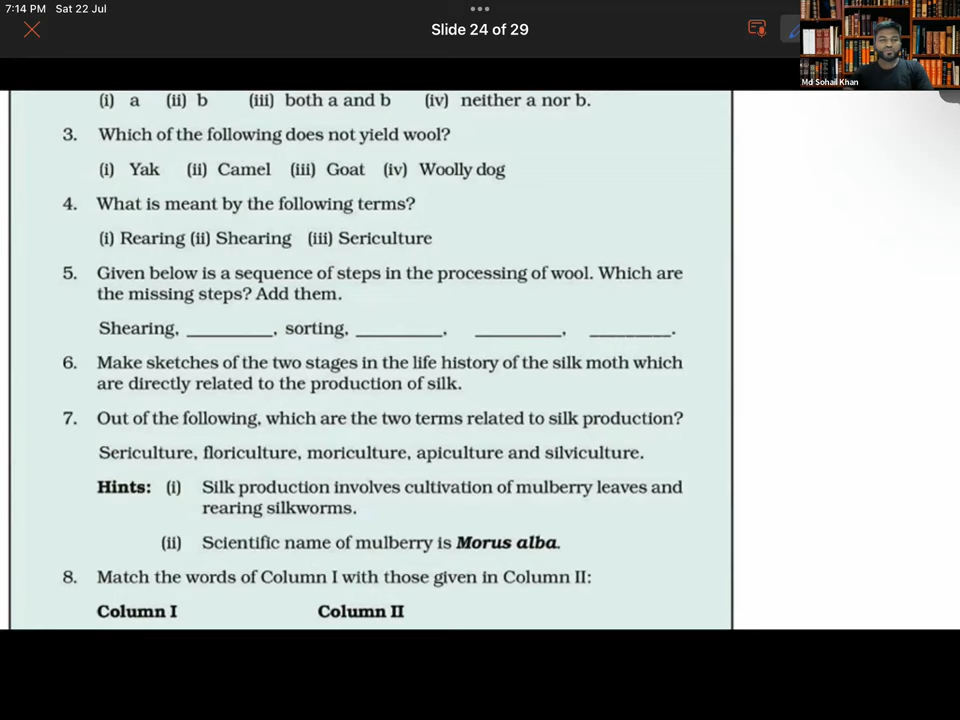 7:14 PM Sat 22 Jul
Slide 24 of 29
Md Sohail Khan
(i) a (ii) b (iii) both a and b (iv) neither a nor b.
3. Which of the following does not yield wool?
(i) Yak (ii) Camel (iii) Goat (iv) Woolly dog
4. What is meant by the following terms?
(i) Rearing (ii) Shearing (iii) Sericulture
5. Given below is a sequence of steps in the processing of wool. Which are
the missing steps? Add them.
Shearing, __________, sorting, __________, __________, __________.
6. Make sketches of the two stages in the life history of the silk moth which
are directly related to the production of silk.
7. Out of the following, which are the two terms related to silk production?
Sericulture, floriculture, moriculture, apiculture and silviculture.
Hints: (i) Silk production involves cultivation of mulberry leaves and
rearing silkworms.
(ii) Scientific name of mulberry is Morus alba.
8. Match the words of Column I with those given in Column II:
Column I Column II